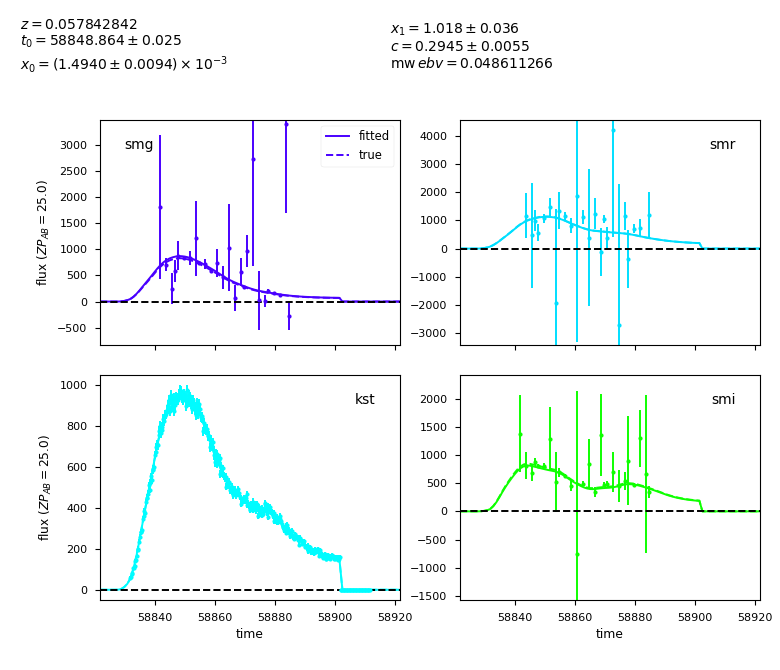 z = 0.057842842
t₀ = 58848.864 ± 0.025
x₀ = (1.4940 ± 0.0094) × 10⁻³
x₁ = 1.018 ± 0.036
c = 0.2945 ± 0.0055
mw ebv = 0.048611266
smg
fitted
true
flux (ZP_AB = 25.0)
3000
2500
2000
1500
1000
500
0
−500
smr
4000
3000
2000
1000
0
−1000
−2000
−3000
kst
flux (ZP_AB = 25.0)
1000
800
600
400
200
0
58840 58860 58880 58900 58920
time
smi
2000
1500
1000
500
0
−500
−1000
−1500
58840 58860 58880 58900 58920
time